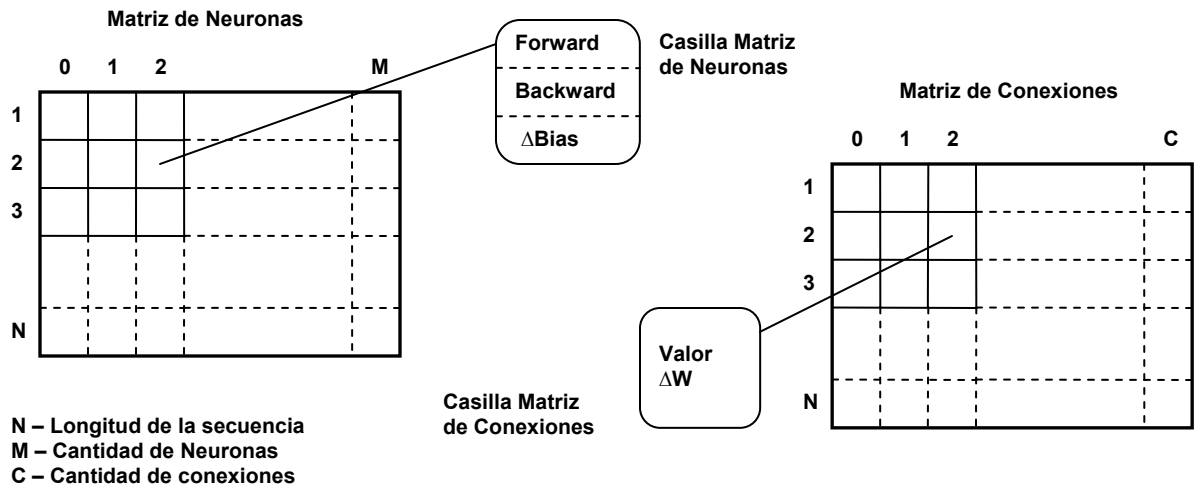 Matriz de Neuronas
0 1 2 M
1
2
3
N
Forward
Backward
∆Bias
Casilla Matriz
de Neuronas
Matriz de Conexiones
0 1 2 C
1
2
3
N
Valor
∆W
Casilla Matriz
de Conexiones
N – Longitud de la secuencia
M – Cantidad de Neuronas
C – Cantidad de conexiones